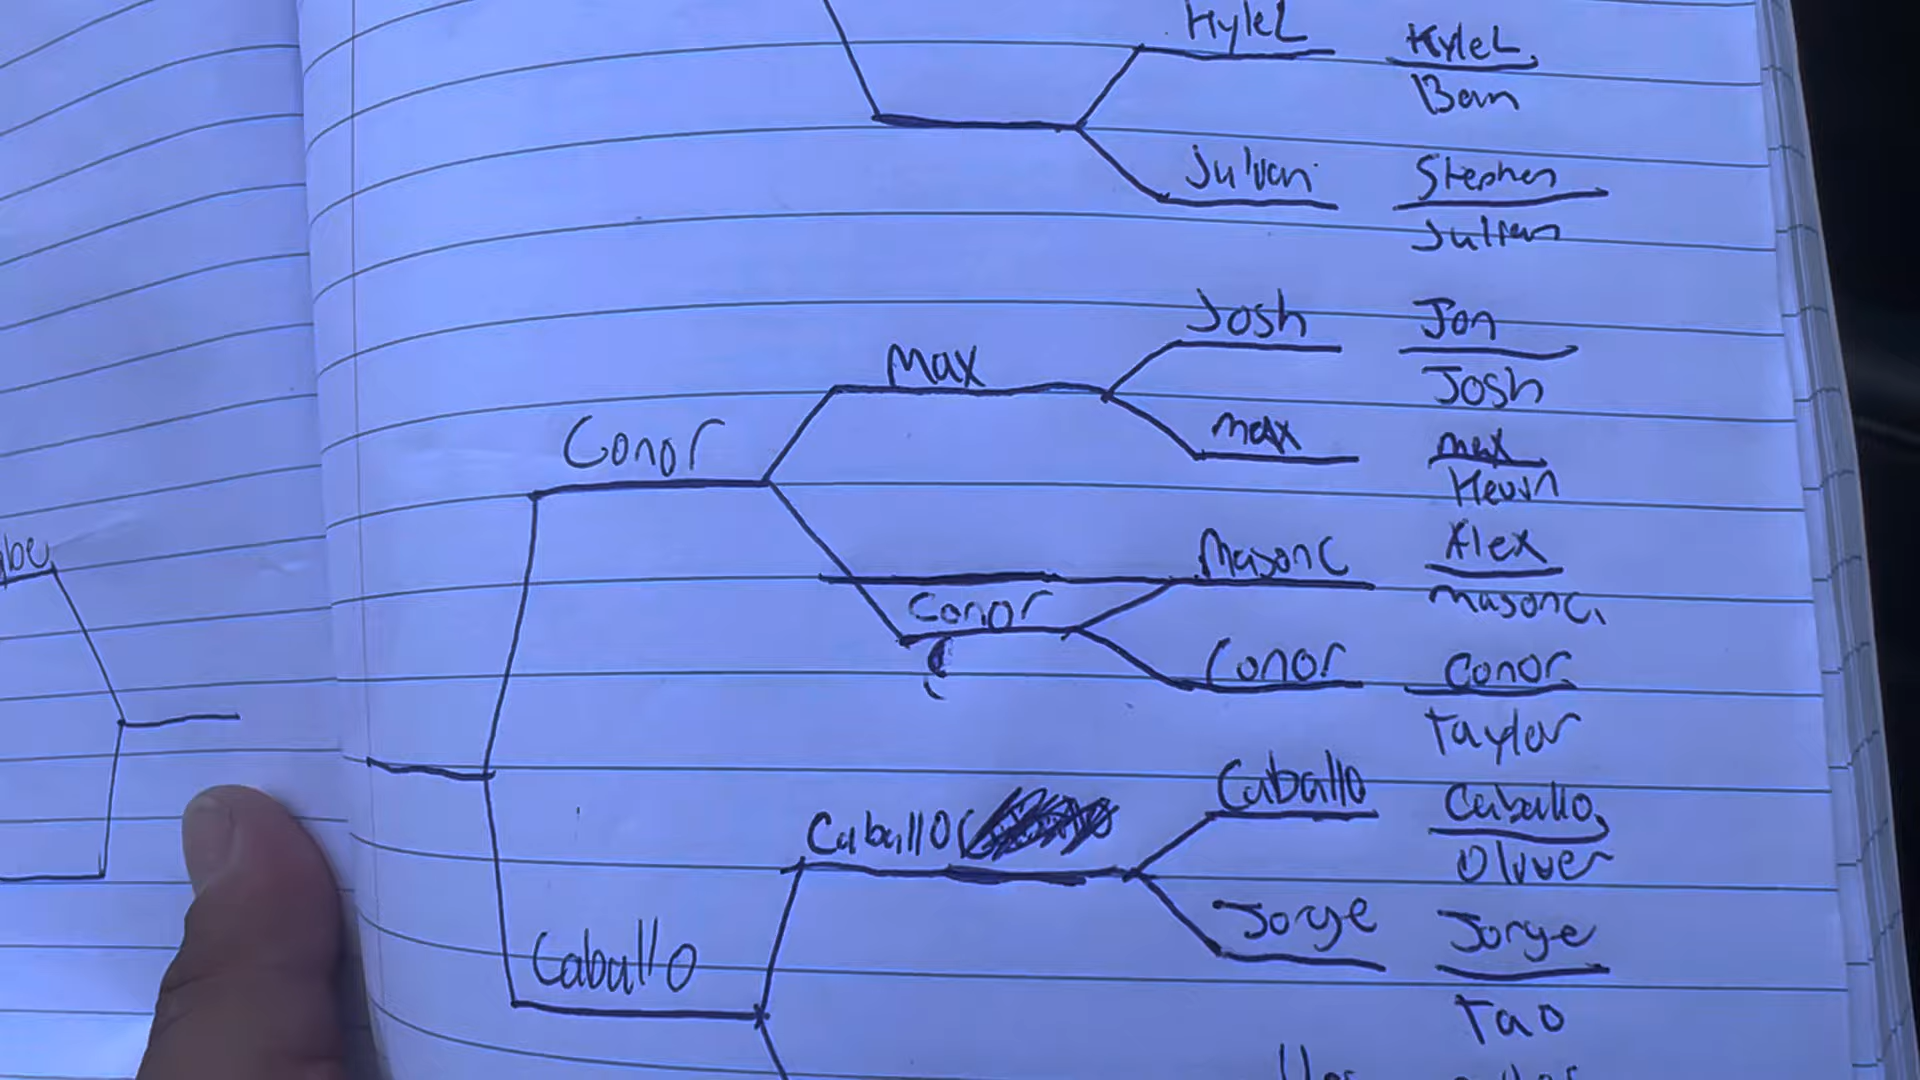 KyleL KyleL
Ben
Julian Stephen
Julian
Josh Jon
Max Josh
Conor max max
Kevin
Masonc Alex
Conor masonc.
Conor Conor
Taylor
Caballo Caballo
Caballo Oliver
Jorge Jorge
Caballo
Tao